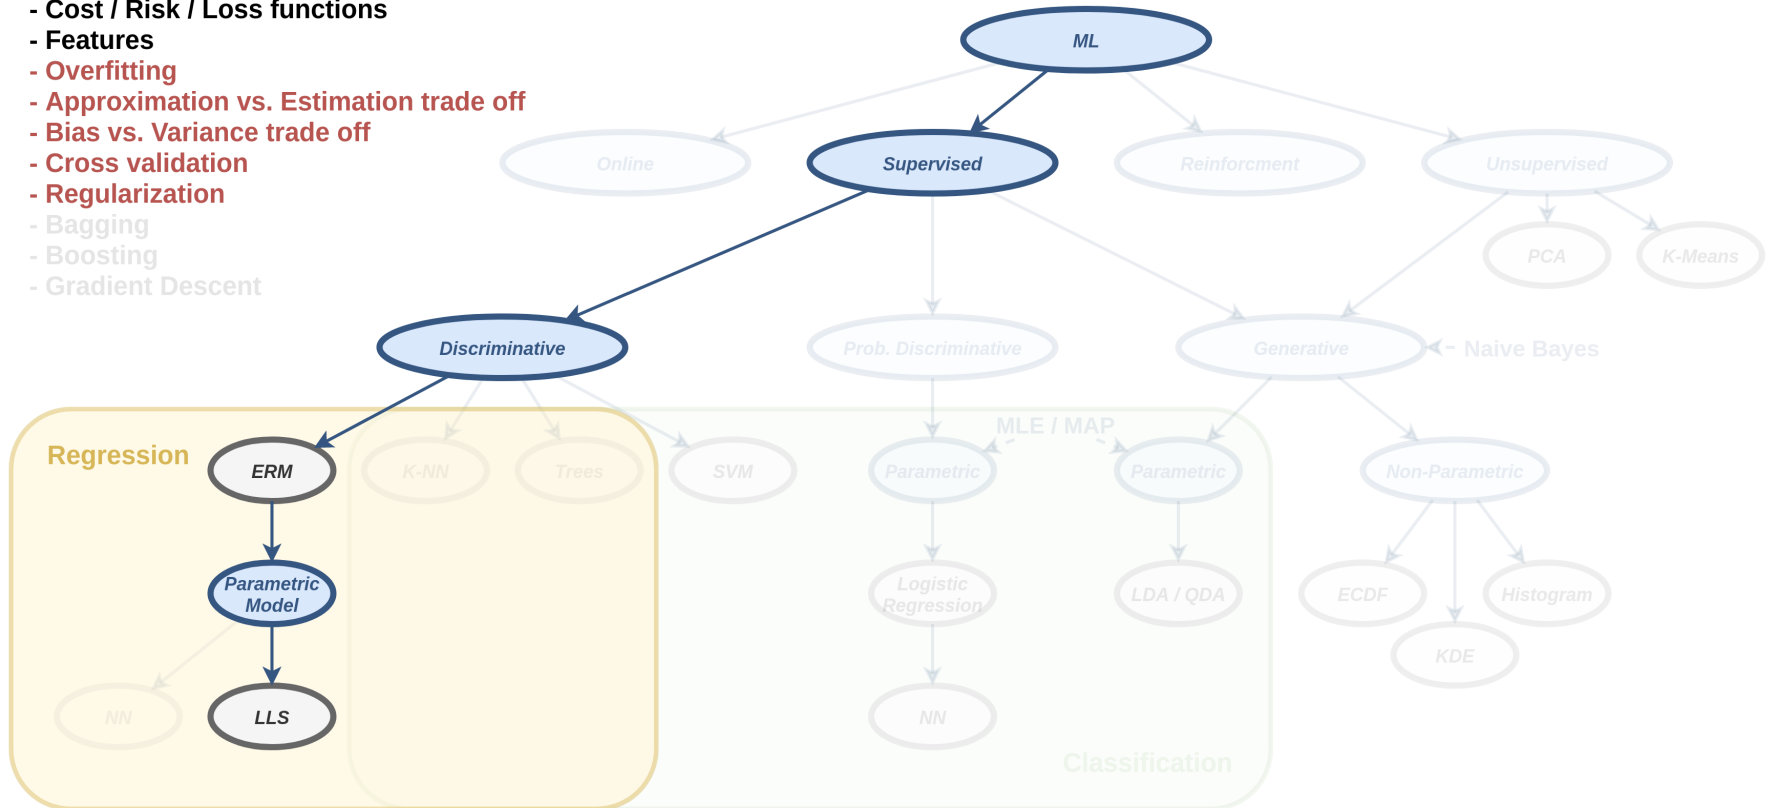 - Cost / Risk / Loss functions
- Features
- Overfitting
- Approximation vs. Estimation trade off
- Bias vs. Variance trade off
- Cross validation
- Regularization
- Bagging
- Boosting
- Gradient Descent
ML
Online
Supervised
Reinforcment
Unsupervised
PCA
K-Means
Discriminative
Prob. Discriminative
Generative
Naive Bayes
Regression
ERM
K-NN
Trees
SVM
MLE / MAP
Parametric
Parametric
Non-Parametric
Parametric
Model
Logistic
Regression
LDA / QDA
ECDF
Histogram
KDE
NN
LLS
NN
Classification